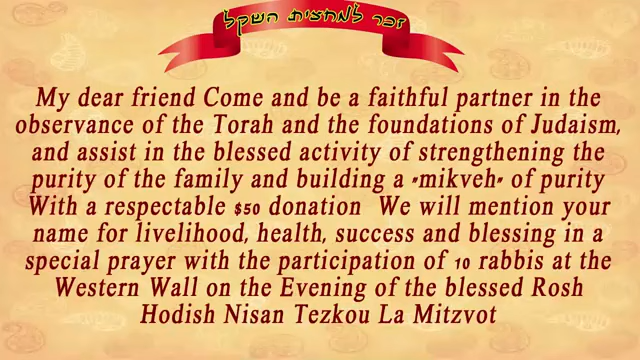 זכר למחצית השקל
My dear friend Come and be a faithful partner in the
observance of the Torah and the foundations of Judaism,
and assist in the blessed activity of strengthening the
purity of the family and building a "mikveh" of purity
With a respectable $50 donation We will mention your
name for livelihood, health, success and blessing in a
special prayer with the participation of 10 rabbis at the
Western Wall on the Evening of the blessed Rosh
Hodish Nisan Tezkou La Mitzvot